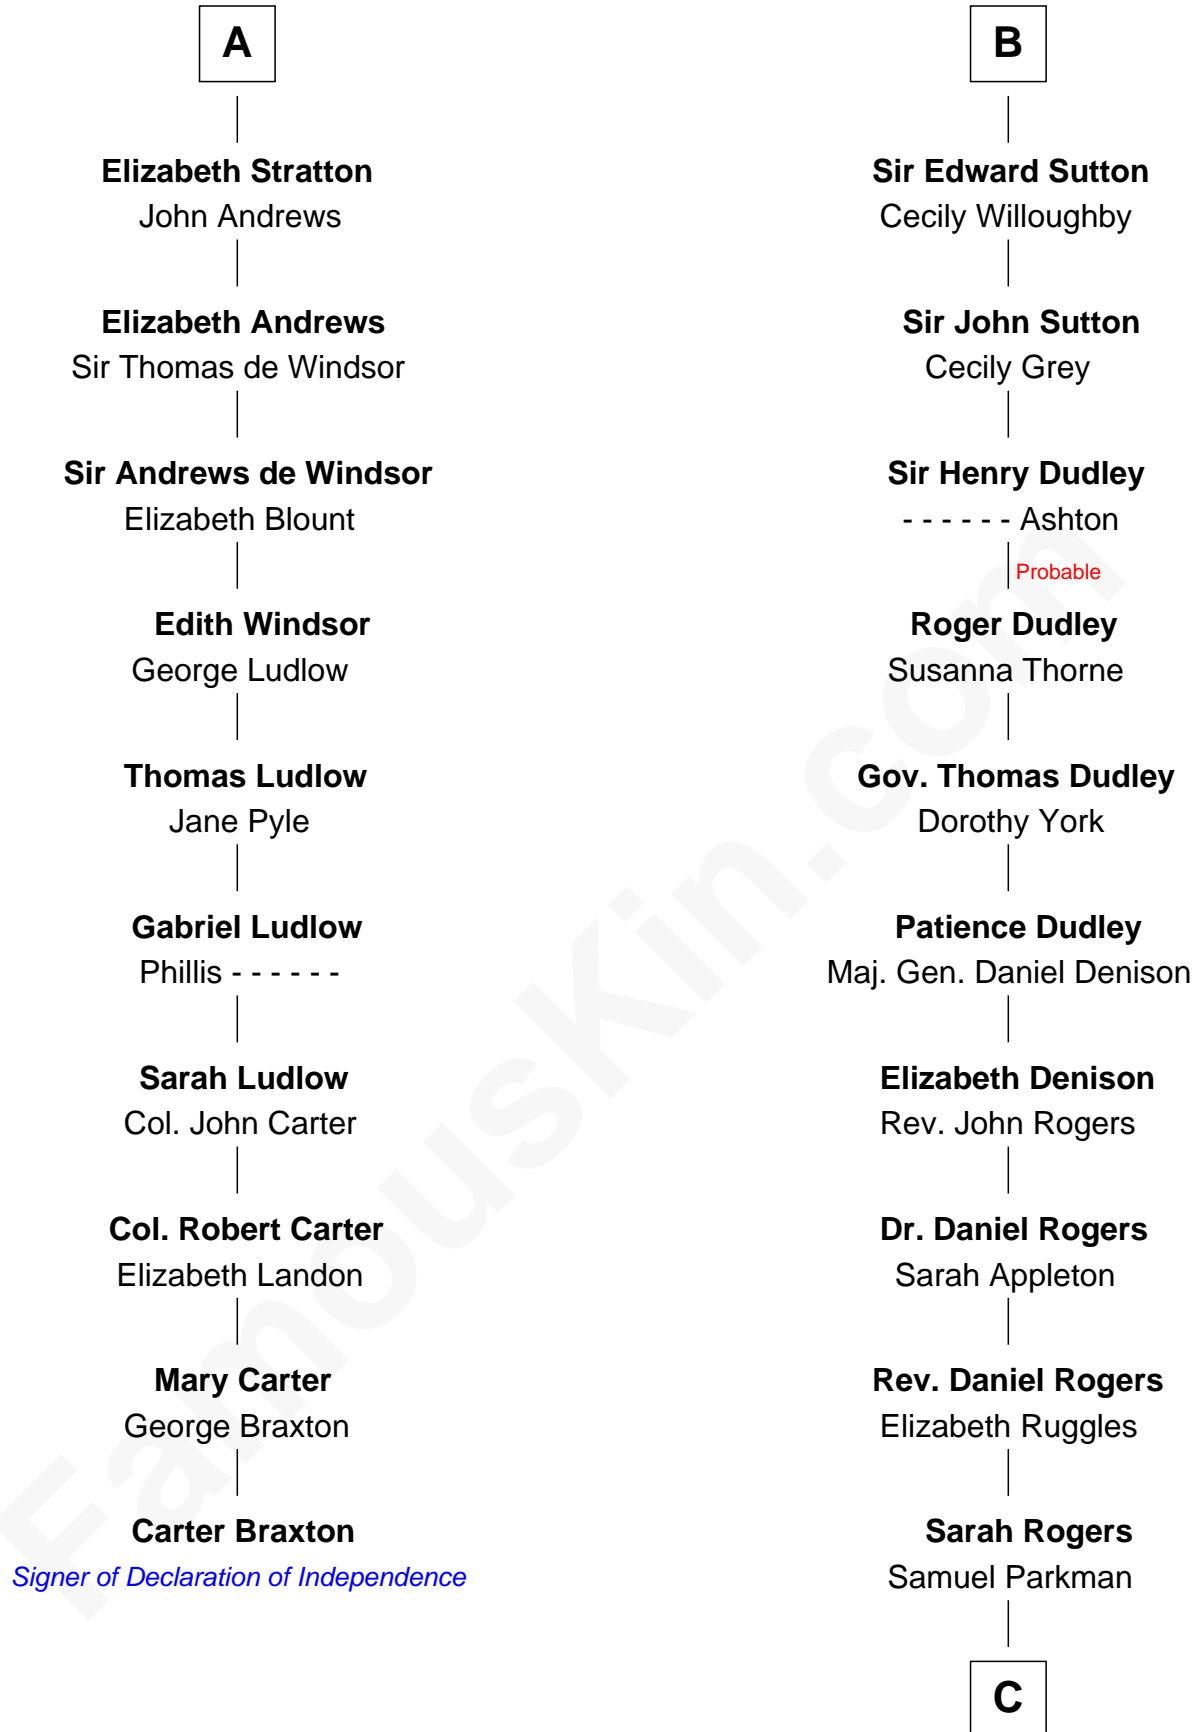 A
Elizabeth Stratton
John Andrews
Elizabeth Andrews
Sir Thomas de Windsor
Sir Andrews de Windsor
Elizabeth Blount
Edith Windsor
George Ludlow
Thomas Ludlow
Jane Pyle
Gabriel Ludlow
Phillis - - - - - -
Sarah Ludlow
Col. John Carter
Col. Robert Carter
Elizabeth Landon
Mary Carter
George Braxton
Carter Braxton
Signer of Declaration of Independence
B
Sir Edward Sutton
Cecily Willoughby
Sir John Sutton
Cecily Grey
Sir Henry Dudley
- - - - - - Ashton
Probable
Roger Dudley
Susanna Thorne
Gov. Thomas Dudley
Dorothy York
Patience Dudley
Maj. Gen. Daniel Denison
Elizabeth Denison
Rev. John Rogers
Dr. Daniel Rogers
Sarah Appleton
Rev. Daniel Rogers
Elizabeth Ruggles
Sarah Rogers
Samuel Parkman
C
FamousKin.com